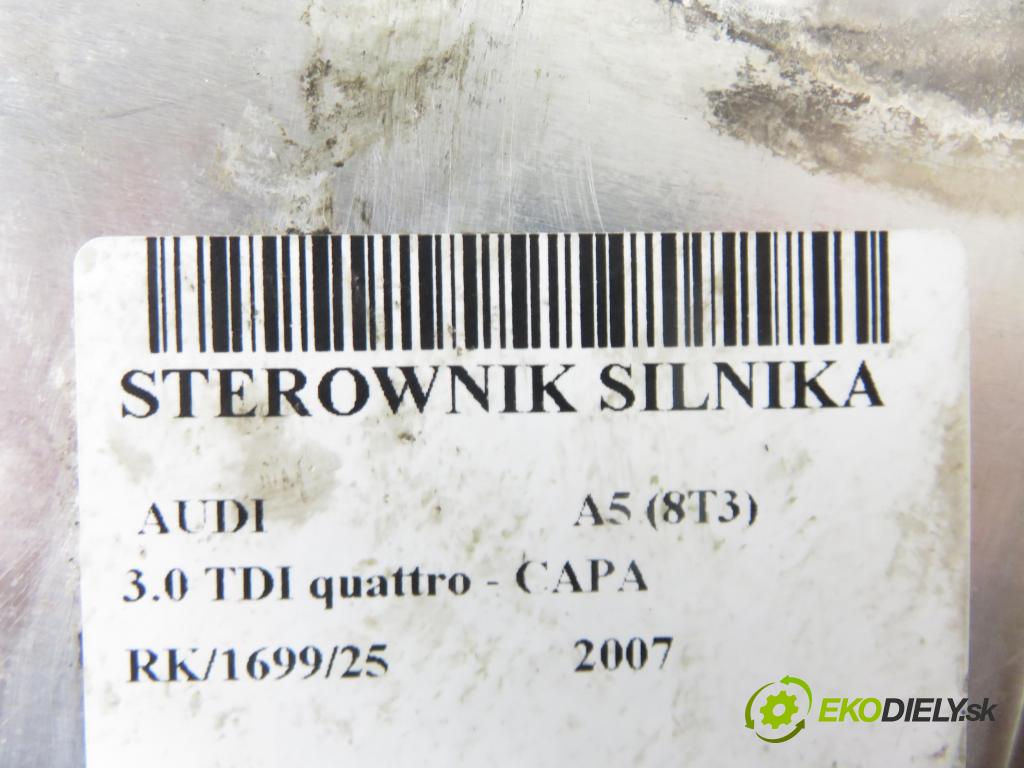 STEROWNIK SILNIKA
AUDI A5 (8T3)
3.0 TDI quattro - CAPA
RK/1699/25 2007
EKODIELY.sk